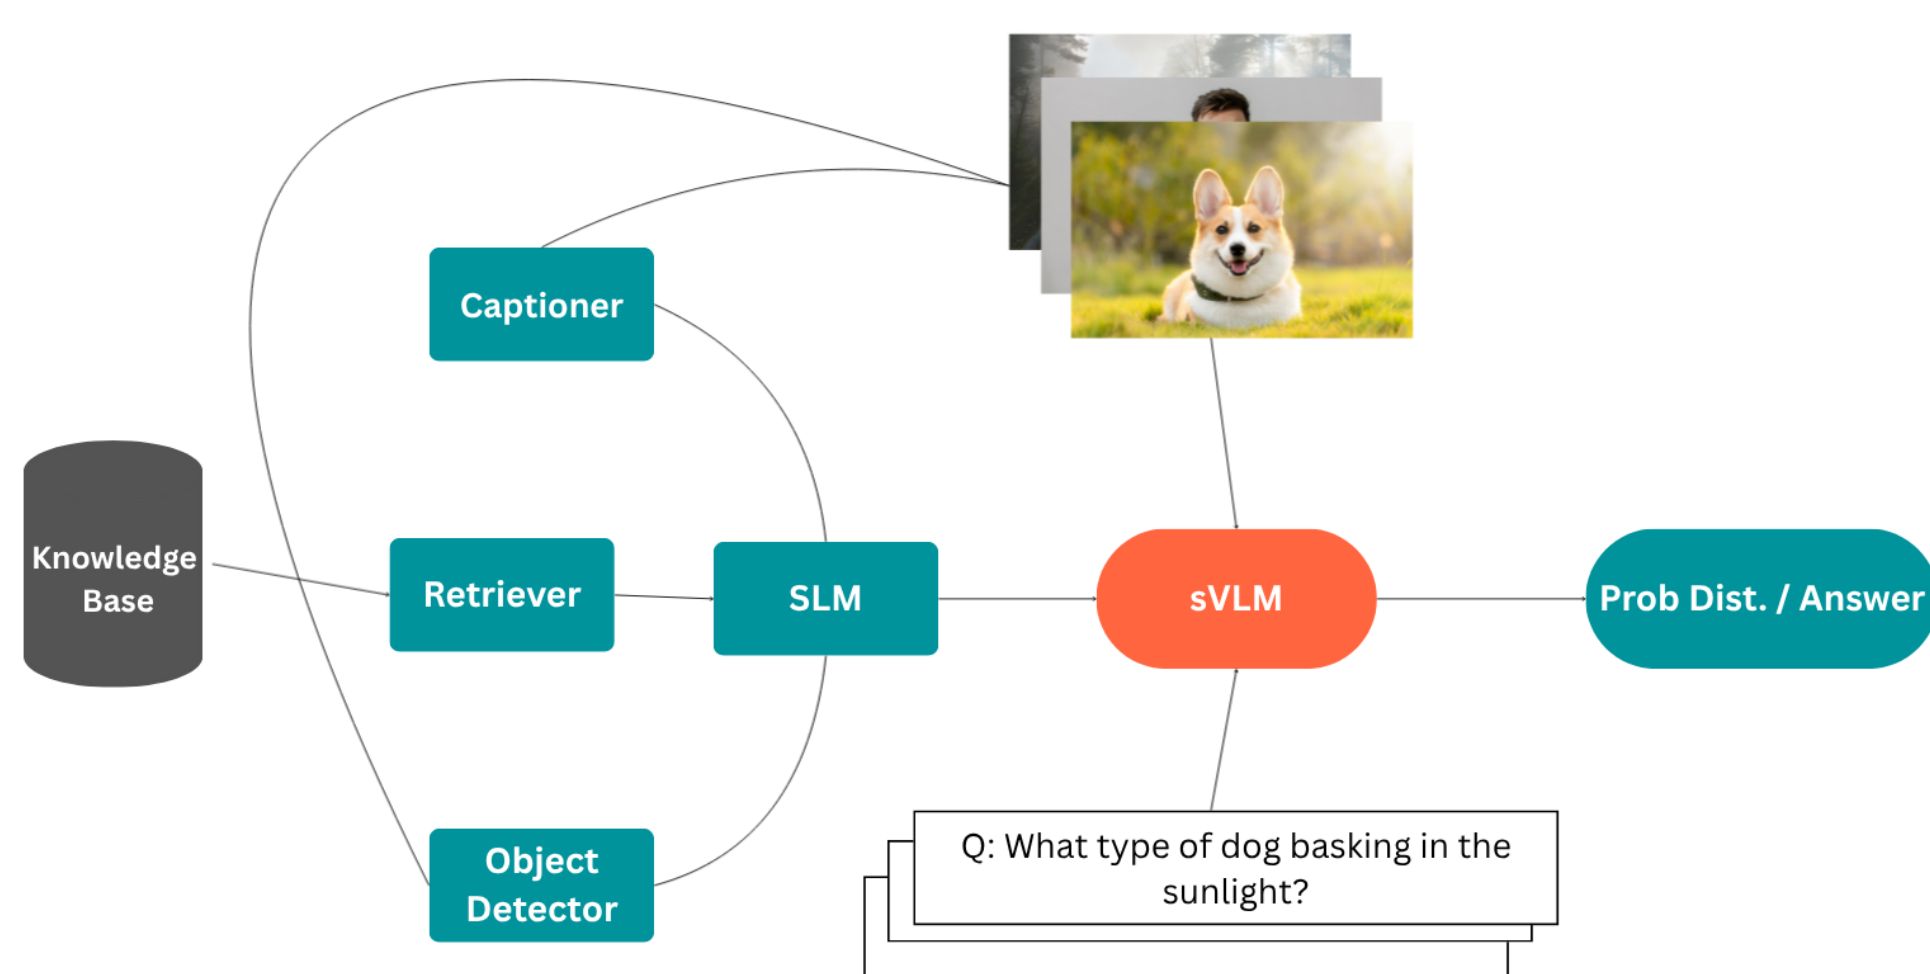 Captioner
Knowledge
Base
Retriever
SLM
sVLM
Prob Dist. / Answer
Object
Detector
Q: What type of dog basking in the
sunlight?